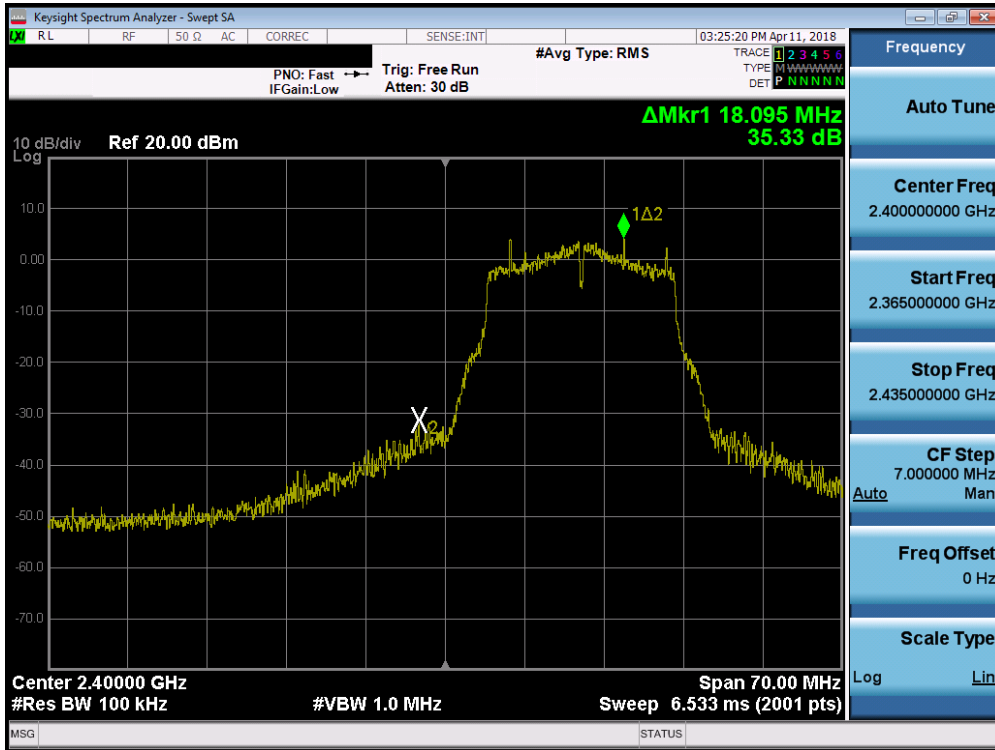 Keysight Spectrum Analyzer - Swept SA
LXI RL RF 50 Ω AC CORREC SENSE:INT 03:25:20 PM Apr 11, 2018
#Avg Type: RMS TRACE 1 2 3 4 5 6
PNO: Fast Trig: Free Run TYPE M WWWWW
IFGain:Low Atten: 30 dB DET P N N N N N
ΔMkr1 18.095 MHz
35.33 dB
10 dB/div Ref 20.00 dBm
Log
10.0
1Δ2
0.00
-10.0
-20.0
-30.0
2
-40.0
-50.0
-60.0
-70.0
Center 2.40000 GHz Span 70.00 MHz
#Res BW 100 kHz #VBW 1.0 MHz Sweep 6.533 ms (2001 pts)
MSG STATUS
Frequency
Auto Tune
Center Freq
2.400000000 GHz
Start Freq
2.365000000 GHz
Stop Freq
2.435000000 GHz
CF Step
7.000000 MHz
Auto Man
Freq Offset
0 Hz
Scale Type
Log Lin